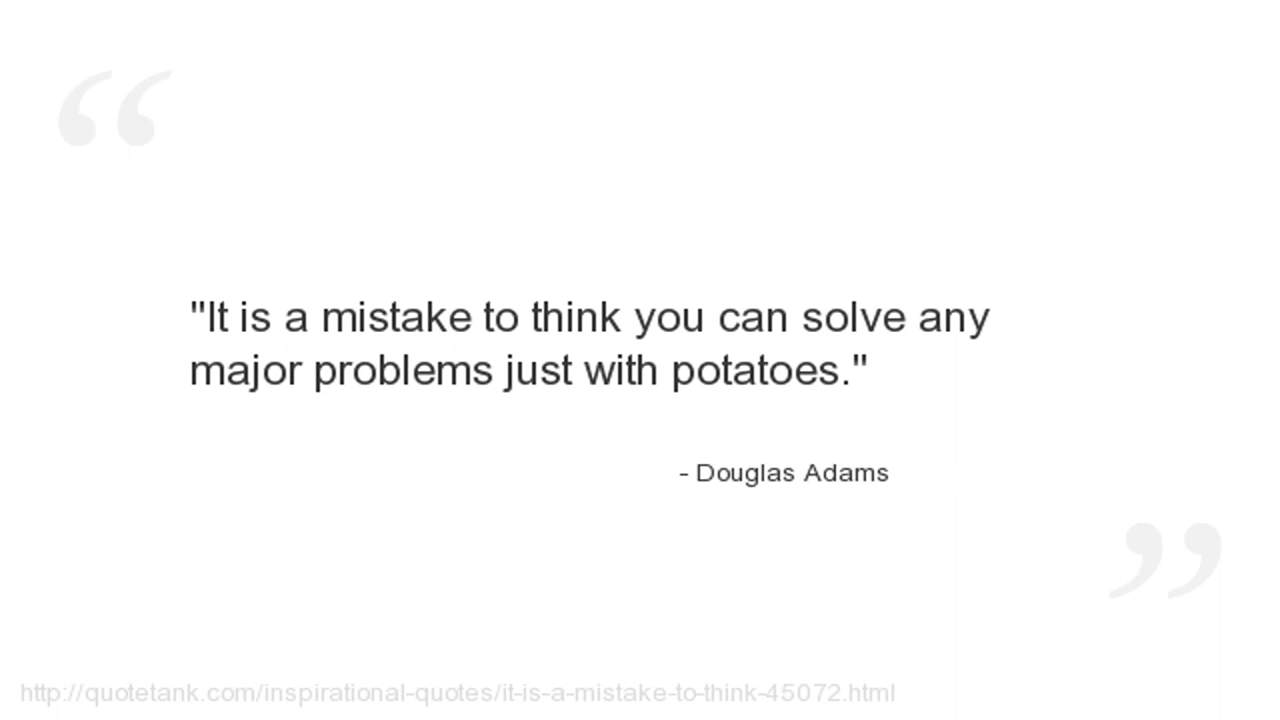 "It is a mistake to think you can solve any
major problems just with potatoes."
- Douglas Adams
http://quotetank.com/inspirational-quotes/it-is-a-mistake-to-think-45072.html